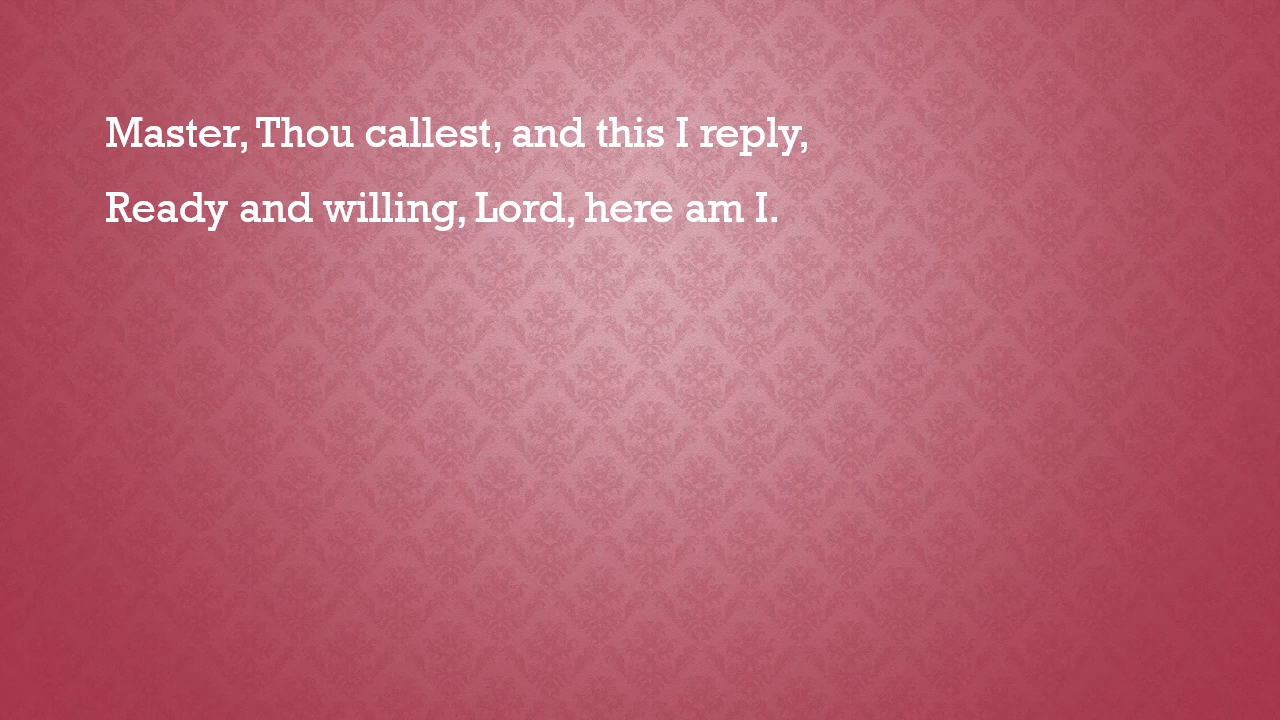 Master, Thou callest, and this I reply,
Ready and willing, Lord, here am I.